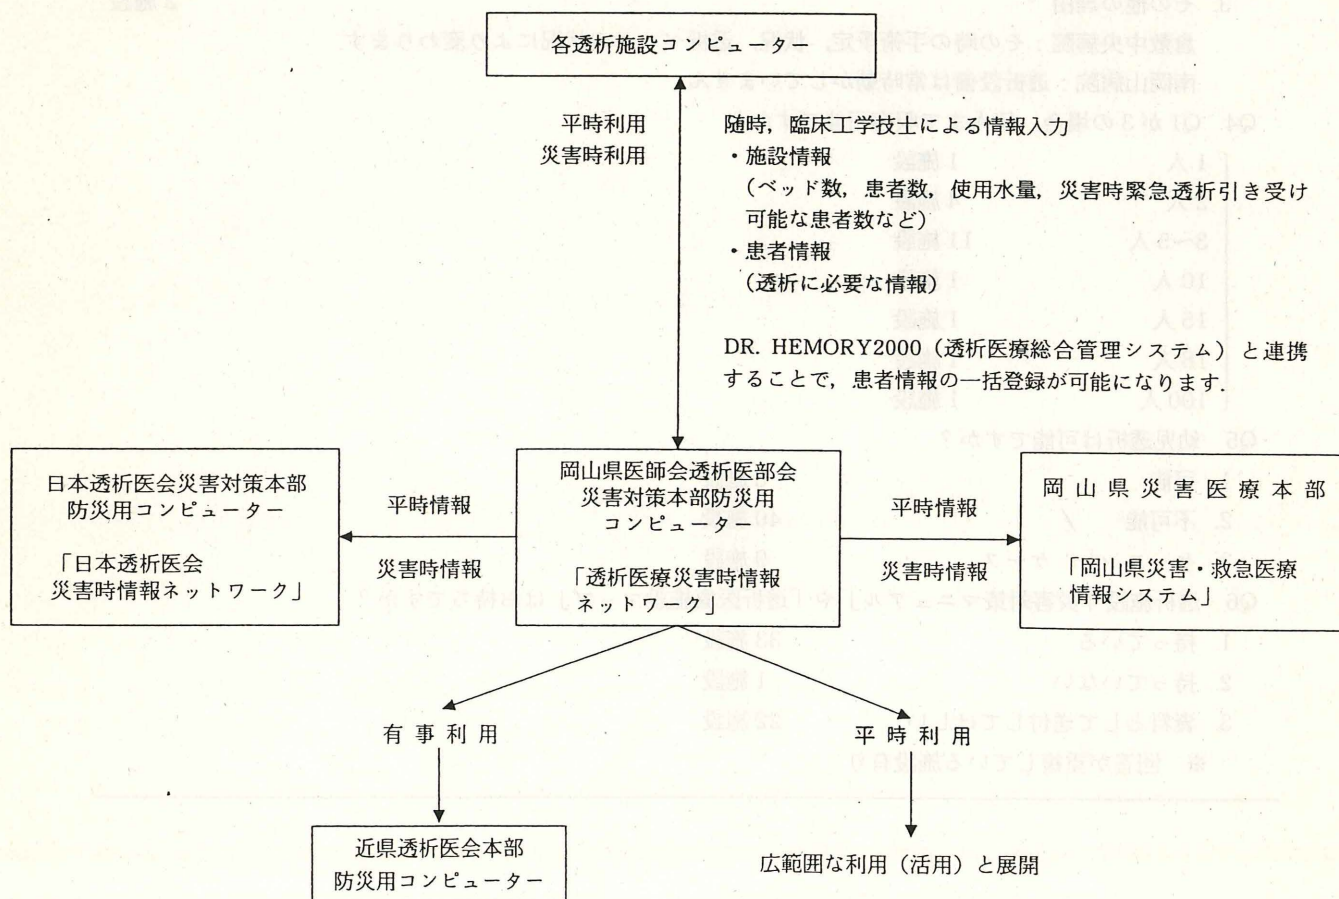 各透析施設コンピューター
平時利用
災害時利用
随時，臨床工学技士による情報入力
・施設情報
（ベッド数，患者数，使用水量，災害時緊急透析引き受け
可能な患者数など）
・患者情報
（透析に必要な情報）
DR. HEMORY2000（透析医療総合管理システム）と連携
することで，患者情報の一括登録が可能になります．
日本透析医会災害対策本部
防災用コンピューター
「日本透析医会
災害時情報ネットワーク」
平時情報
災害時情報
岡山県医師会透析医部会
災害対策本部防災用
コンピューター
「透析医療災害時情報
ネットワーク」
平時情報
災害時情報
岡山県災害医療本部
「岡山県災害・救急医療
情報システム」
有事利用
平時利用
近県透析医会本部
防災用コンピューター
広範囲な利用（活用）と展開